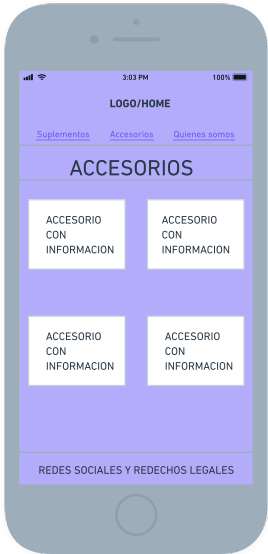 3:03 PM 100%
LOGO/HOME
Suplementos Accesorios Quienes somos
ACCESORIOS
ACCESORIO
CON
INFORMACION
ACCESORIO
CON
INFORMACION
ACCESORIO
CON
INFORMACION
ACCESORIO
CON
INFORMACION
REDES SOCIALES Y REDECHOS LEGALES